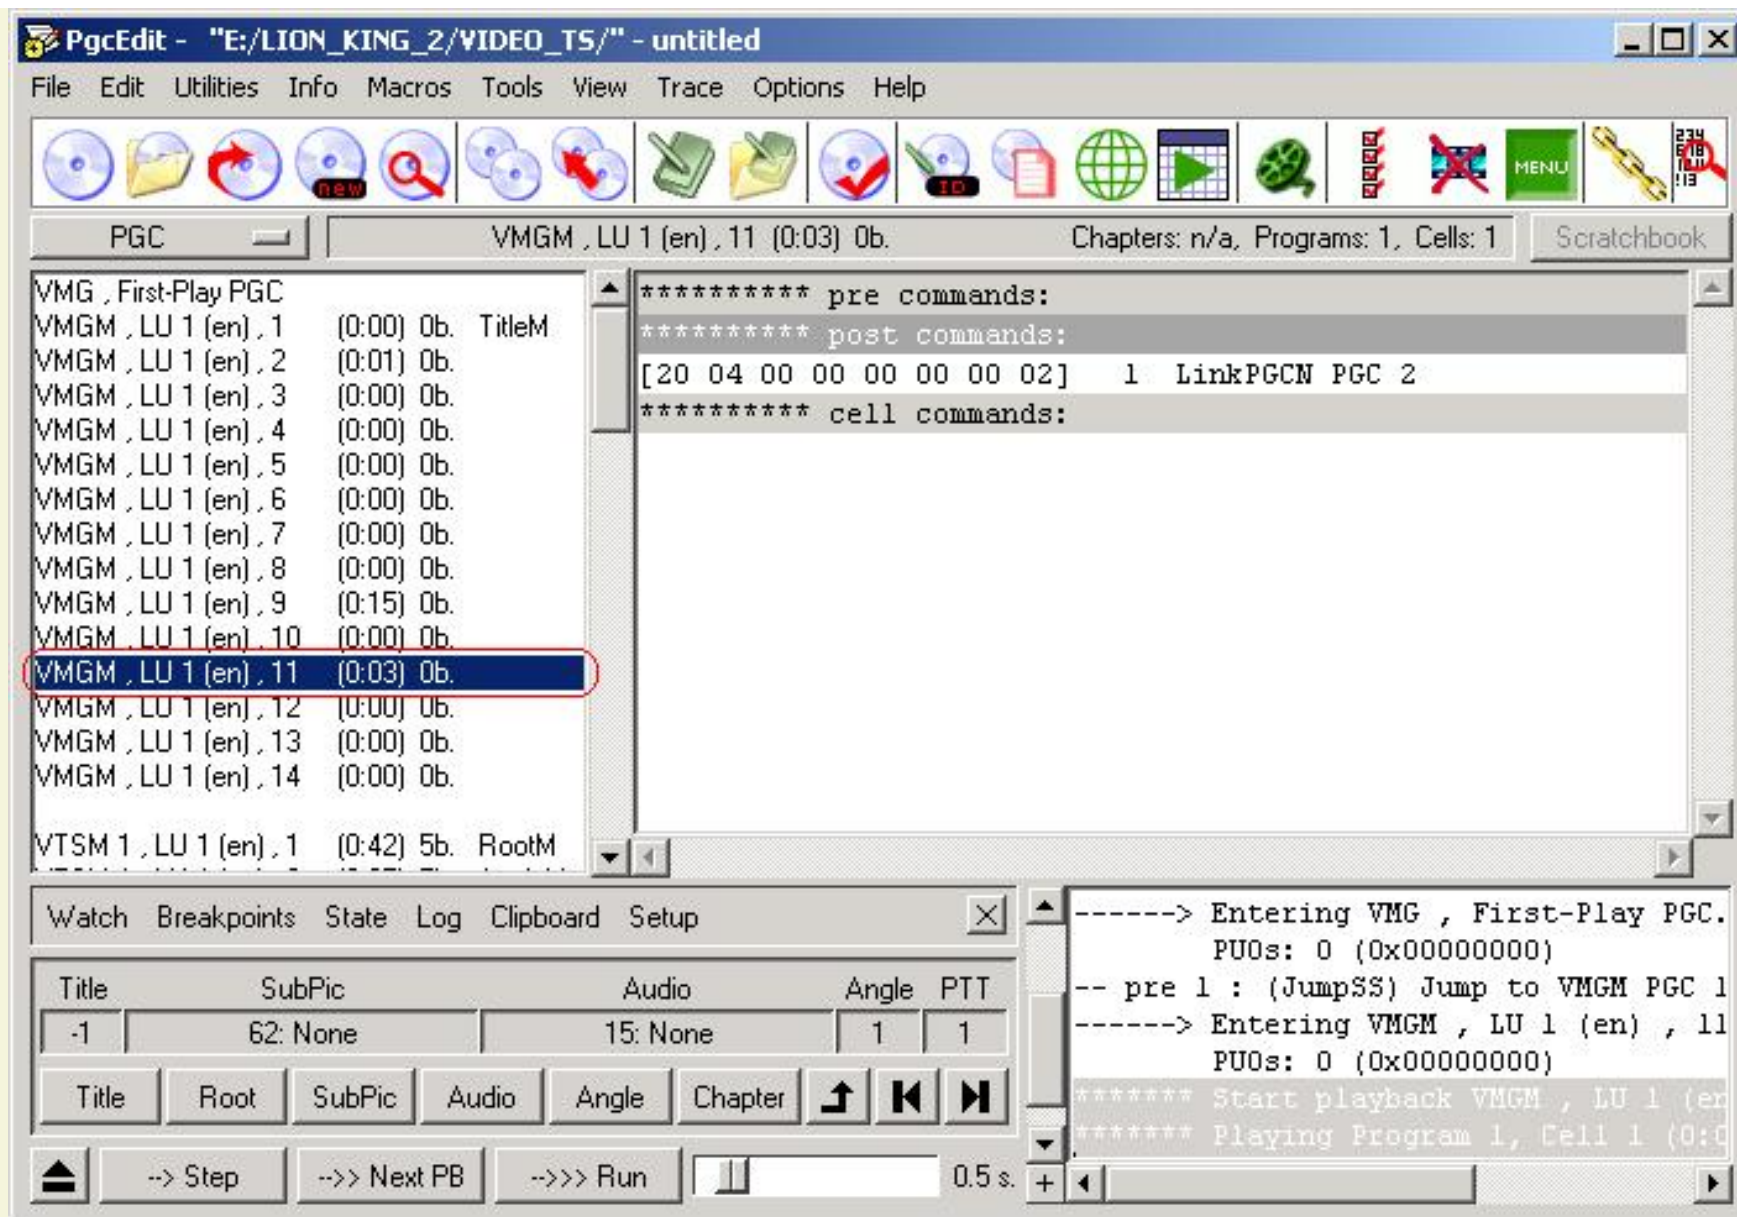 PgcEdit - "E:/LION_KING_2/VIDEO_TS/" - untitled
File Edit Utilities Info Macros Tools View Trace Options Help
new ID MENU
PGC VMGM , LU 1 (en) , 11 (0:03) 0b. Chapters: n/a, Programs: 1, Cells: 1 Scratchbook
VMG , First-Play PGC
VMGM , LU 1 (en) , 1 (0:00) 0b. TitleM
VMGM , LU 1 (en) , 2 (0:01) 0b.
VMGM , LU 1 (en) , 3 (0:00) 0b.
VMGM , LU 1 (en) , 4 (0:00) 0b.
VMGM , LU 1 (en) , 5 (0:00) 0b.
VMGM , LU 1 (en) , 6 (0:00) 0b.
VMGM , LU 1 (en) , 7 (0:00) 0b.
VMGM , LU 1 (en) , 8 (0:00) 0b.
VMGM , LU 1 (en) , 9 (0:15) 0b.
VMGM , LU 1 (en) , 10 (0:00) 0b.
VMGM , LU 1 (en) , 11 (0:03) 0b.
VMGM , LU 1 (en) , 12 (0:00) 0b.
VMGM , LU 1 (en) , 13 (0:00) 0b.
VMGM , LU 1 (en) , 14 (0:00) 0b.
VTSM 1 , LU 1 (en) , 1 (0:42) 5b. RootM
********** pre commands:
********** post commands:
[20 04 00 00 00 00 00 02] 1 LinkPGCN PGC 2
********** cell commands:
Watch Breakpoints State Log Clipboard Setup
Title SubPic Audio Angle PTT
-1 62: None 15: None 1 1
Title Root SubPic Audio Angle Chapter
--> Step -->> Next PB -->>> Run 0.5 s. +
------> Entering VMG , First-Play PGC.
PUOs: 0 (0x00000000)
-- pre 1 : (JumpSS) Jump to VMGM PGC 1
------> Entering VMGM , LU 1 (en) , 11
PUOs: 0 (0x00000000)
******* Start playback VMGM , LU 1 (en
******* Playing Program 1, Cell 1 (0:0